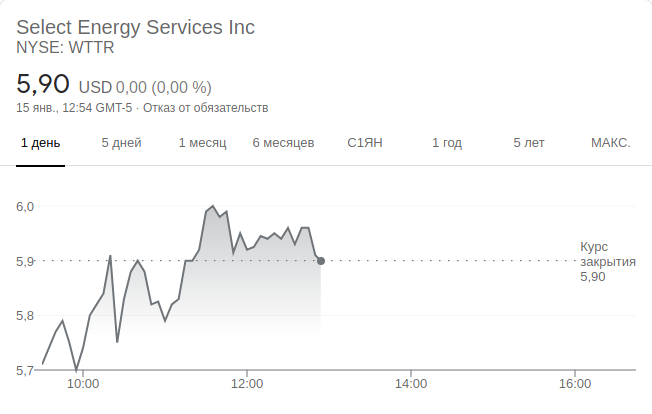 Select Energy Services Inc
NYSE: WTTR
5,90 USD 0,00 (0,00 %)
15 янв., 12:54 GMT-5 · Отказ от обязательств
1 день 5 дней 1 месяц 6 месяцев С1ЯН 1 год 5 лет МАКС.
6,0
5,9
5,8
5,7
Курс
закрытия
5,90
10:00 12:00 14:00 16:00